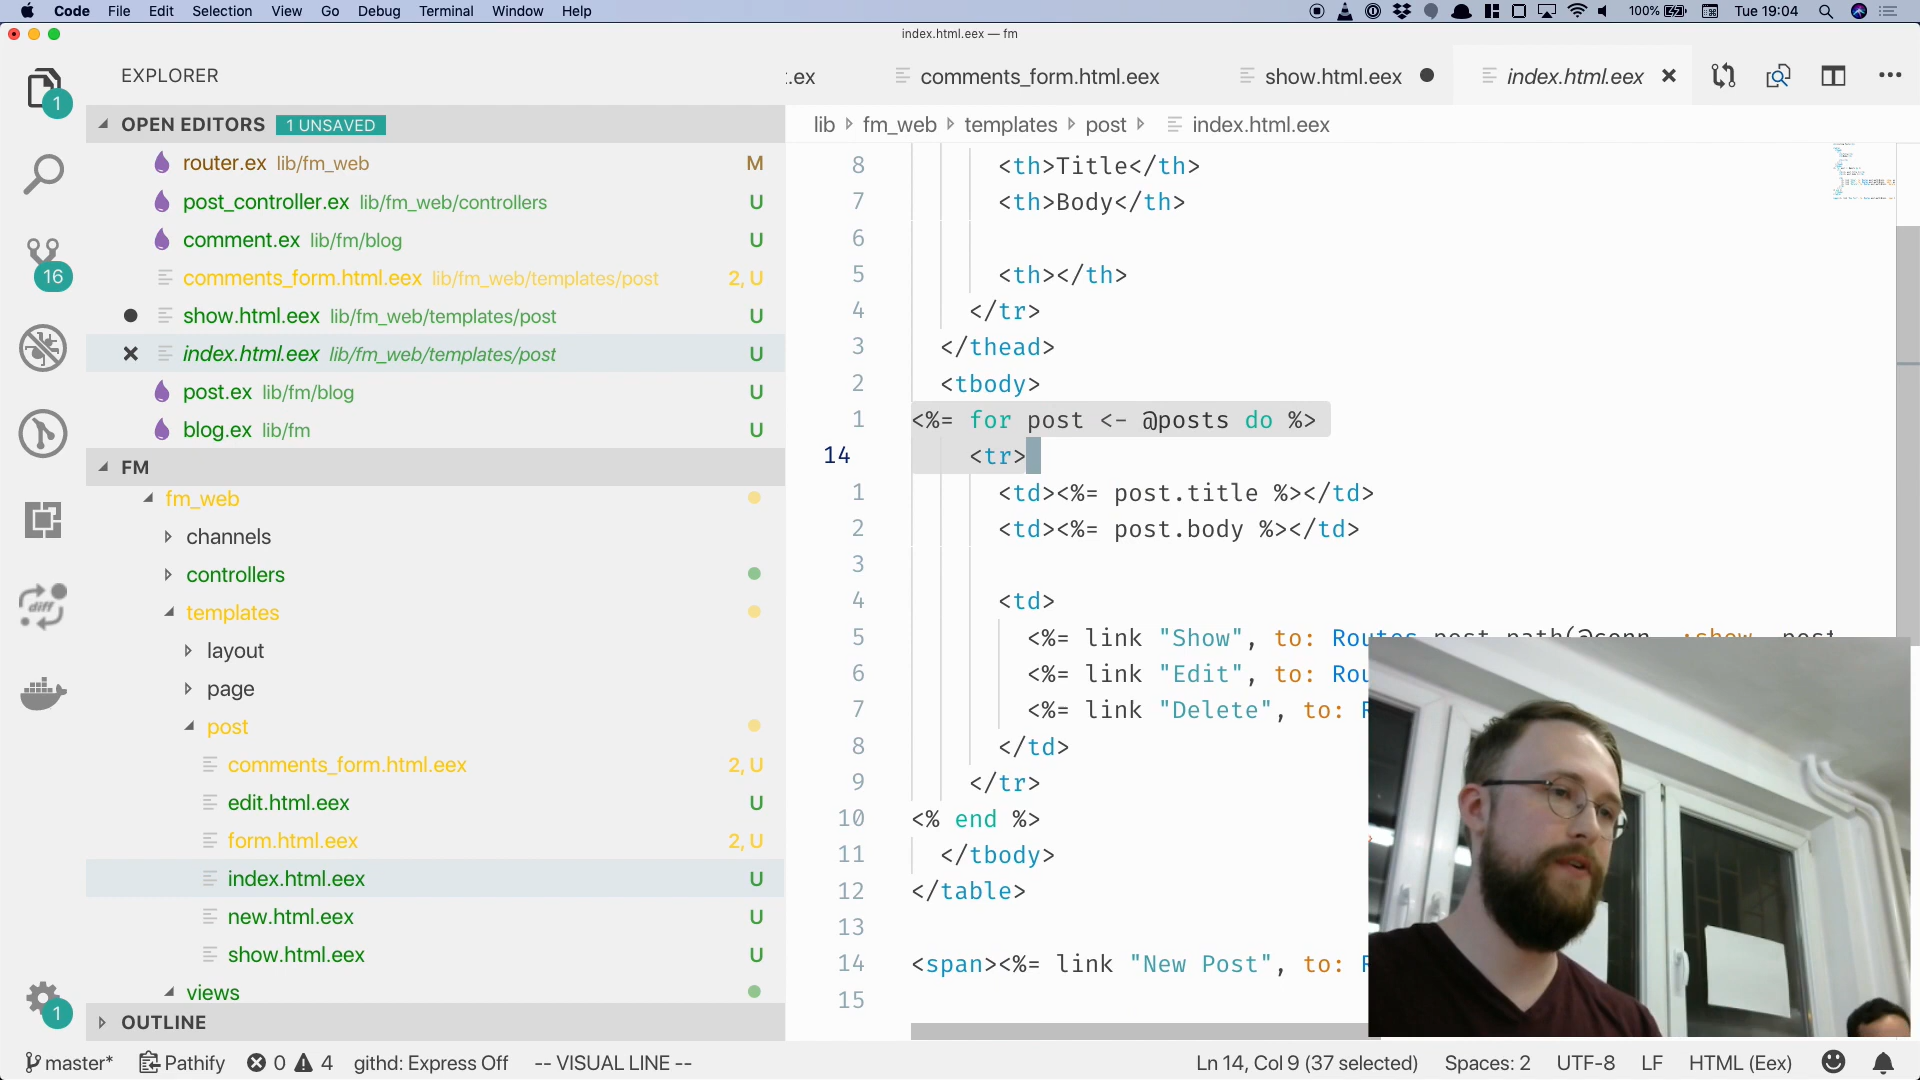 Code File Edit Selection View Go Debug Terminal Window Help 100% Tue 19:04
index.html.eex — fm
EXPLORER
.ex comments_form.html.eex show.html.eex index.html.eex
1
OPEN EDITORS 1 UNSAVED
lib fm_web templates post index.html.eex
router.ex lib/fm_web M
post_controller.ex lib/fm_web/controllers U
comment.ex lib/fm/blog U
comments_form.html.eex lib/fm_web/templates/post 2, U
16
show.html.eex lib/fm_web/templates/post U
index.html.eex lib/fm_web/templates/post U
post.ex lib/fm/blog U
blog.ex lib/fm U
FM
fm_web
channels
controllers
templates
diff
layout
page
post
comments_form.html.eex 2, U
edit.html.eex U
form.html.eex 2, U
index.html.eex U
new.html.eex U
show.html.eex U
views
1
OUTLINE
8 <th>Title</th>
7 <th>Body</th>
6
5 <th></th>
4 </tr>
3 </thead>
2 <tbody>
1 <%= for post <- @posts do %>
14 <tr>
1 <td><%= post.title %></td>
2 <td><%= post.body %></td>
3
4 <td>
5 <%= link "Show", to: Routes.post_path(@conn, :show, post
6 <%= link "Edit", to: Rou
7 <%= link "Delete", to: R
8 </td>
9 </tr>
10 <% end %>
11 </tbody>
12 </table>
13
14 <span><%= link "New Post", to: R
15
master* Pathify 0 4 githd: Express Off -- VISUAL LINE -- Ln 14, Col 9 (37 selected) Spaces: 2 UTF-8 LF HTML (Eex)